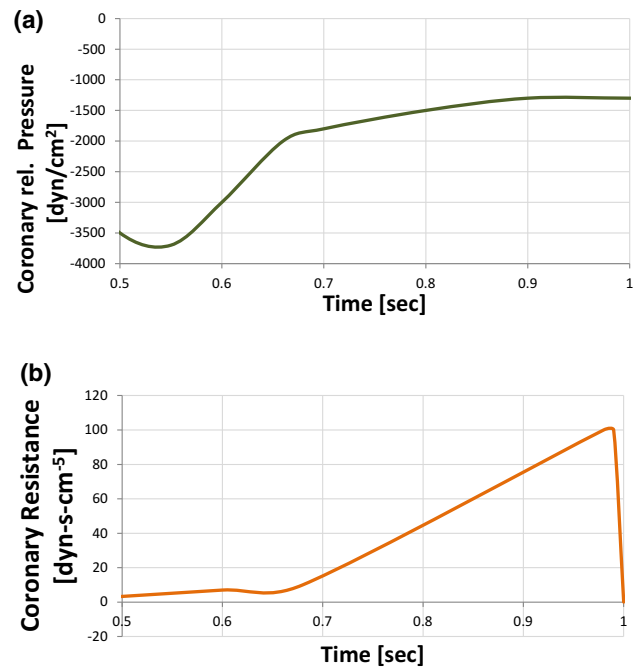 (a)
Coronary rel. Pressure
[dyn/cm²]
0
-500
-1000
-1500
-2000
-2500
-3000
-3500
-4000
0.5 0.6 0.7 0.8 0.9 1
Time [sec]
(b)
Coronary Resistance
[dyn-s-cm⁻⁵]
120
100
80
60
40
20
0
-20
0.5 0.6 0.7 0.8 0.9 1
Time [sec]